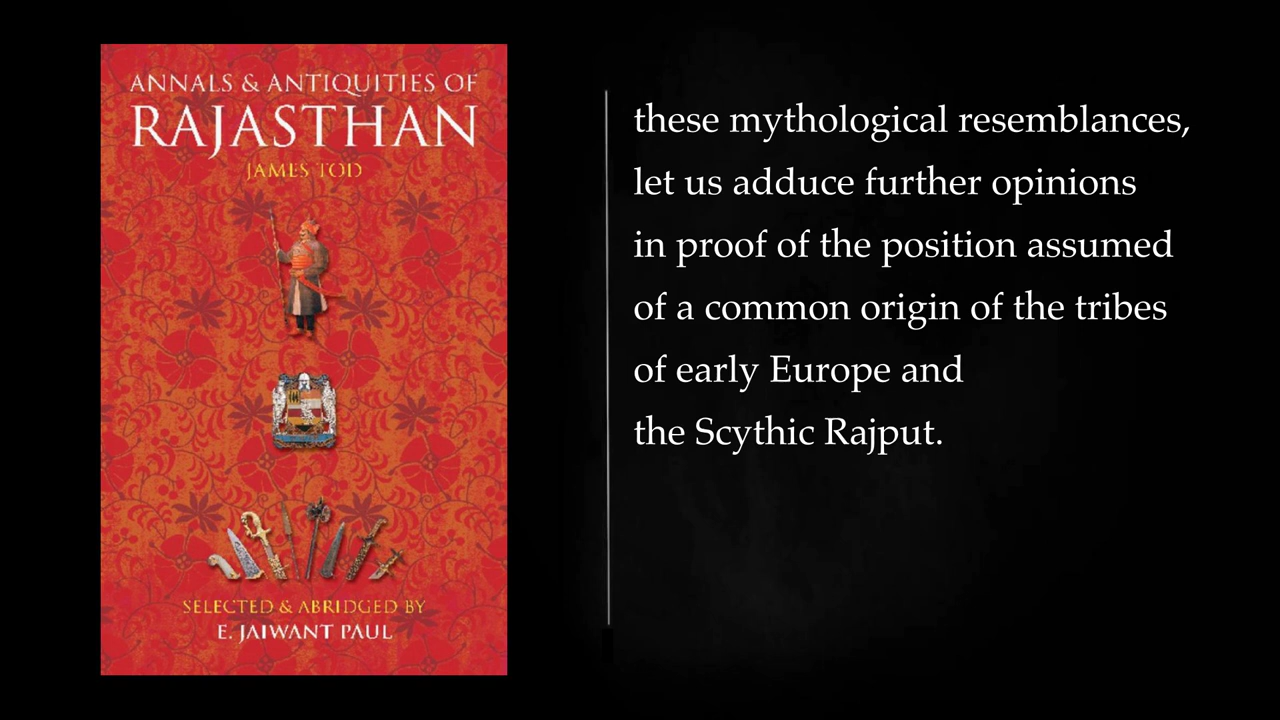 ANNALS & ANTIQUITIES OF
RAJASTHAN
JAMES TOD
SELECTED & ABRIDGED BY
E. JAIWANT PAUL
these mythological resemblances,
let us adduce further opinions
in proof of the position assumed
of a common origin of the tribes
of early Europe and
the Scythic Rajput.